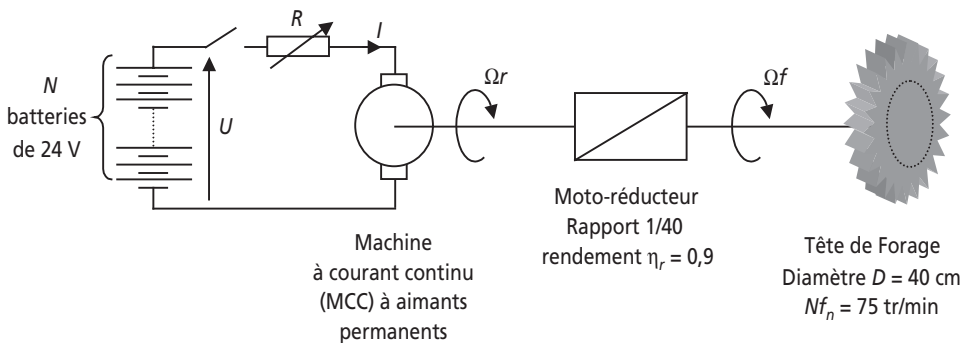 R
I
N
batteries
de 24 V
U
Ωr
Ωf
Moto-réducteur
Rapport 1/40
rendement ηr = 0,9
Machine
à courant continu
(MCC) à aimants
permanents
Tête de Forage
Diamètre D = 40 cm
Nfn = 75 tr/min